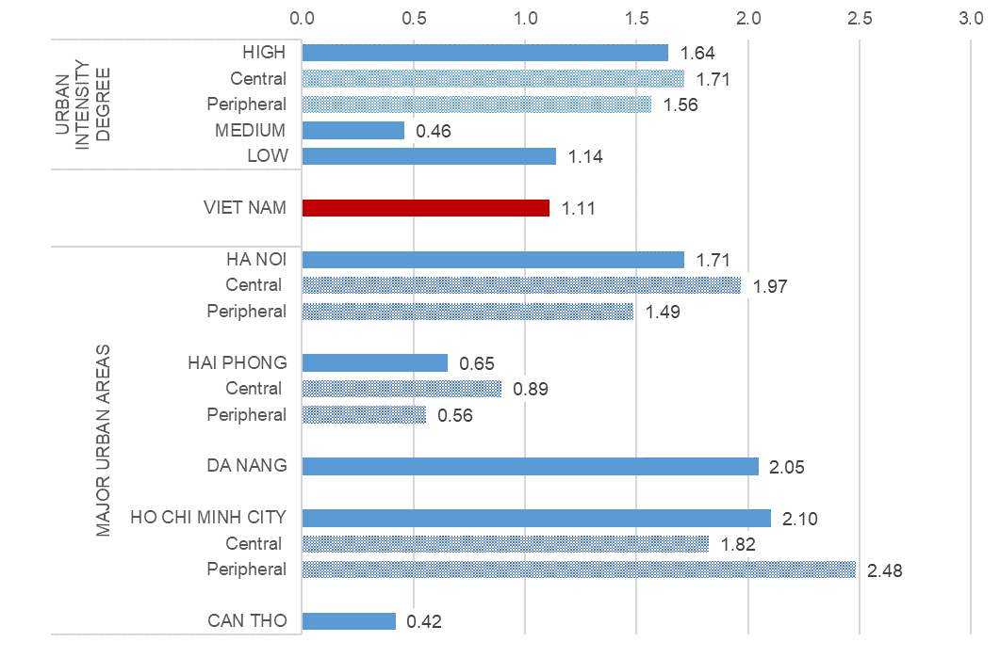 0.0 0.5 1.0 1.5 2.0 2.5 3.0
URBAN
INTENSITY
DEGREE
HIGH 1.64
Central 1.71
Peripheral 1.56
MEDIUM 0.46
LOW 1.14
VIET NAM 1.11
MAJOR URBAN AREAS
HA NOI 1.71
Central 1.97
Peripheral 1.49
HAI PHONG 0.65
Central 0.89
Peripheral 0.56
DA NANG 2.05
HO CHI MINH CITY 2.10
Central 1.82
Peripheral 2.48
CAN THO 0.42